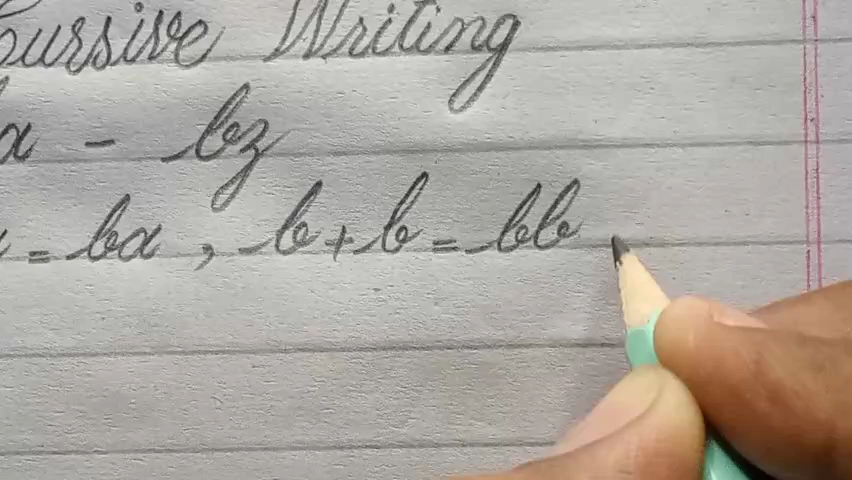 Cursive Writing
a - bz
= ba , b + b = bb